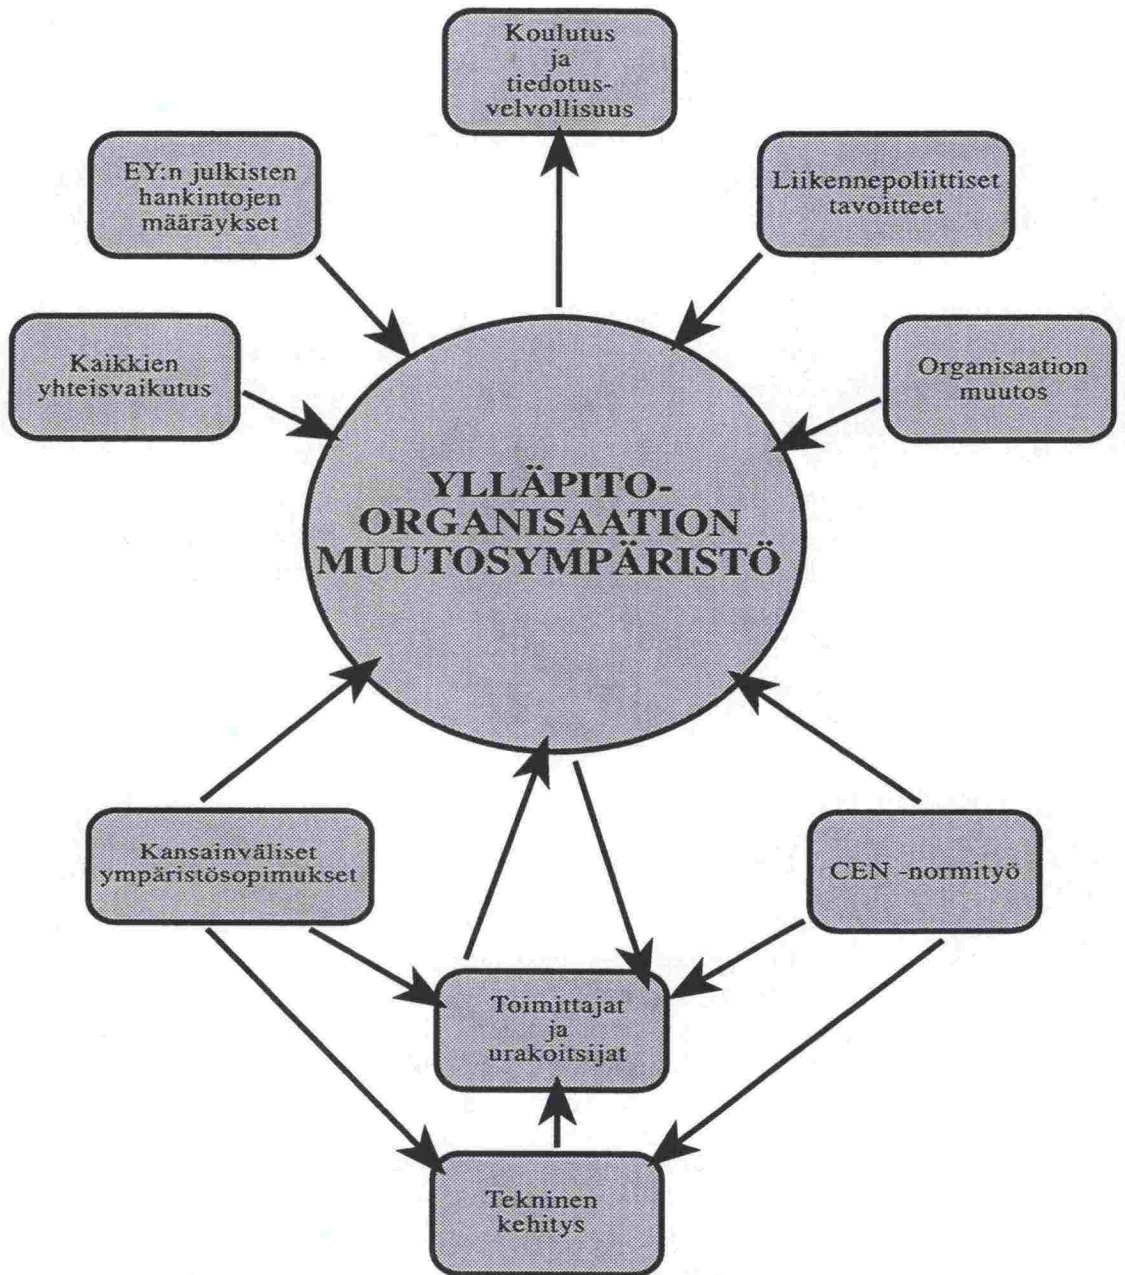 Koulutus
ja
tiedotus-
velvollisuus
EY:n julkisten
hankintojen
määräykset
Liikennepoliittiset
tavoitteet
Kaikkien
yhteisvaikutus
Organisaation
muutos
YLLÄPITO-
ORGANISAATION
MUUTOSYMPÄRISTÖ
Kansainväliset
ympäristösopimukset
CEN -normityö
Toimittajat
ja
urakoitsijat
Tekninen
kehitys